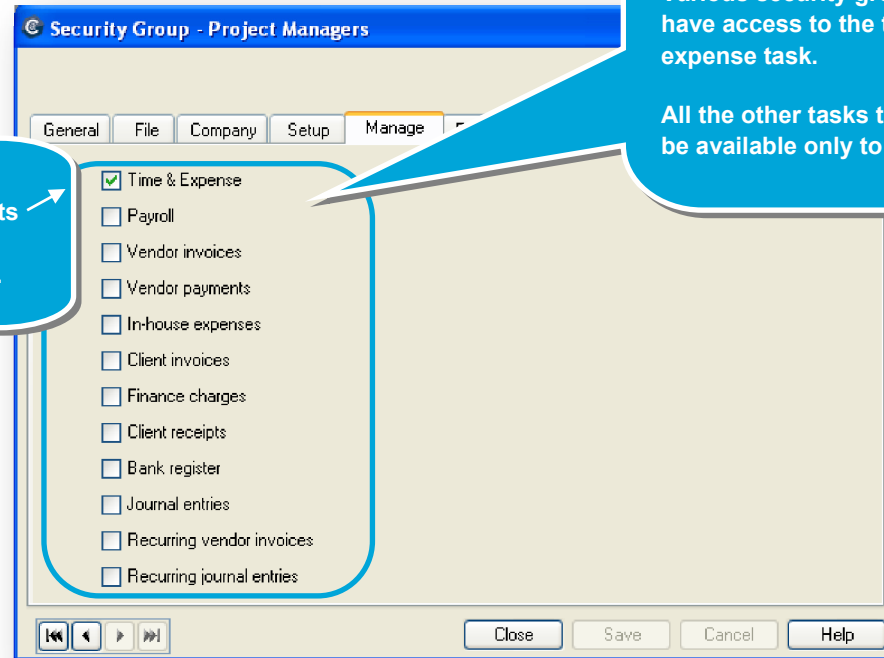 Security Group - Project Managers
have access to the
expense task.
All the other tasks
be available only to
General File Company Setup Manage
Time & Expense
Payroll
Vendor invoices
Vendor payments
In-house expenses
Client invoices
Finance charges
Client receipts
Bank register
Journal entries
Recurring vendor invoices
Recurring journal entries
Close Save Cancel Help